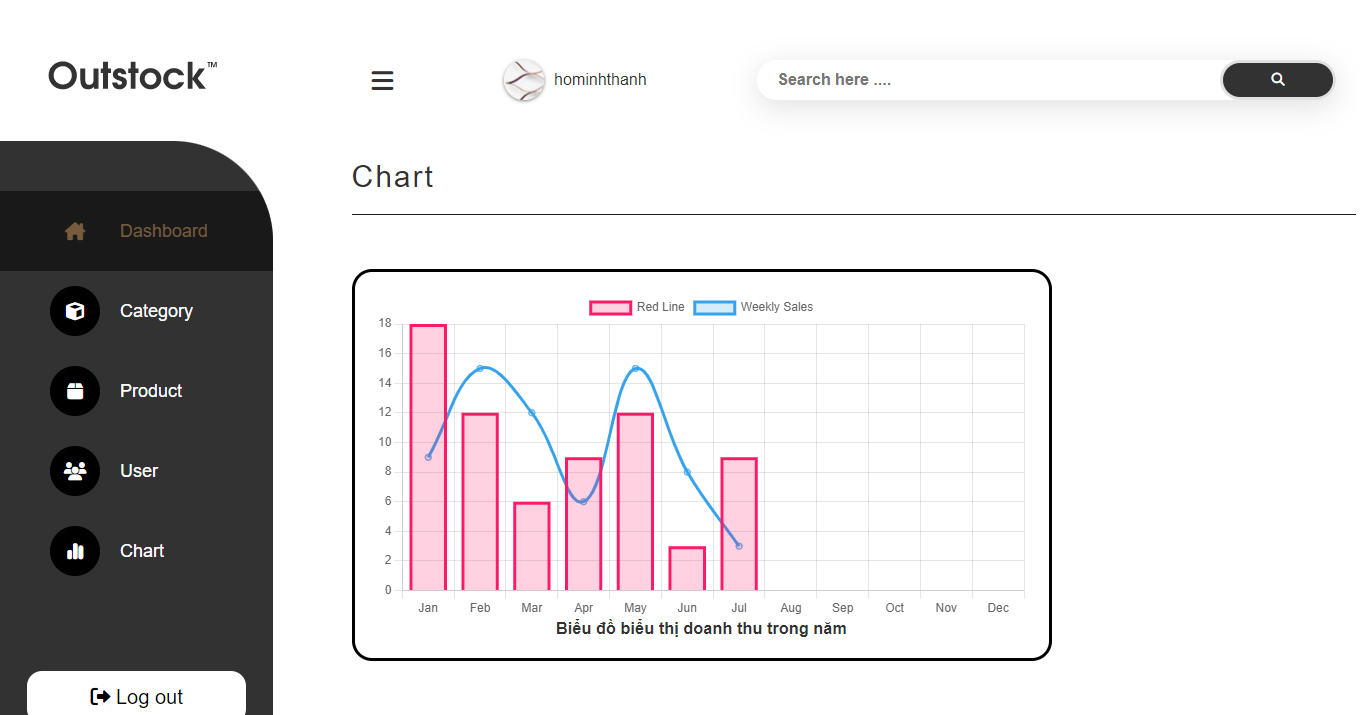 Outstock™
hominhthanh
Search here ....
Dashboard
Category
Product
User
Chart
Log out
Chart
Red Line Weekly Sales
18
16
14
12
10
8
6
4
2
0
Jan Feb Mar Apr May Jun Jul Aug Sep Oct Nov Dec
Biểu đồ biểu thị doanh thu trong năm